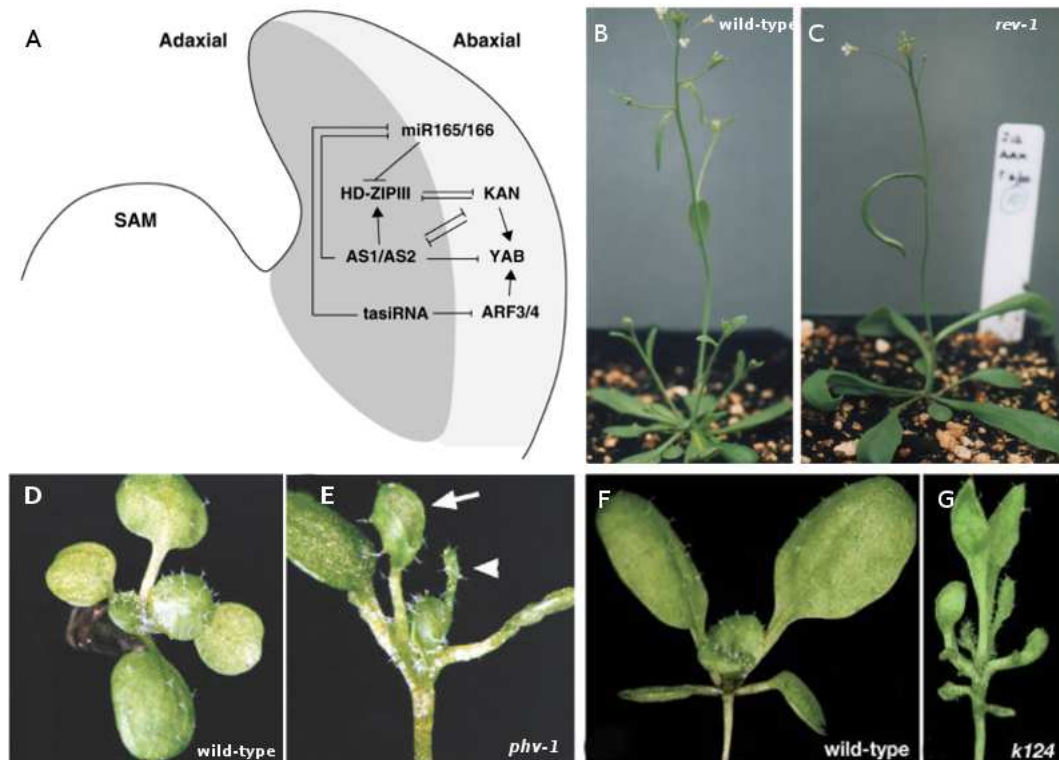 A
Adaxial
Abaxial
miR165/166
HD-ZIPIII
KAN
SAM
AS1/AS2
YAB
tasiRNA
ARF3/4
B
wild-type
C
rev-1
D
wild-type
E
phv-1
F
wild-type
G
k124